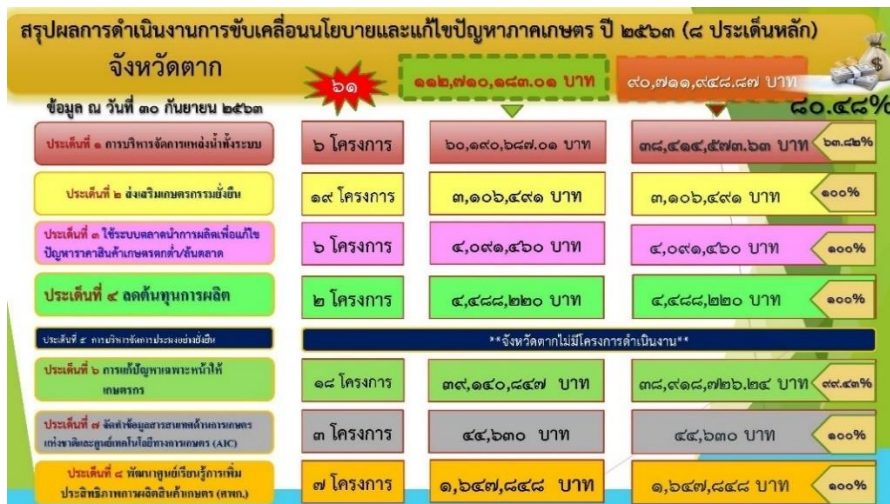 สรุปผลการดำเนินงานการขับเคลื่อนนโยบายและแก้ไขปัญหาภาคเกษตร ปี ๒๕๖๓ (๘ ประเด็นหลัก)
จังหวัดตาก
๖๑
๑๑๒,๗๑๐,๑๘๓.๐๑ บาท
๙๐,๗๑๑,๙๔๘.๘๗ บาท
ข้อมูล ณ วันที่ ๓๐ กันยายน ๒๕๖๓
๘๐.๔๘%
ประเด็นที่ ๑ การบริหารจัดการแหล่งน้ำทั้งระบบ
๖ โครงการ
๖๐,๑๙๐,๖๘๗.๐๑ บาท
๓๘,๔๑๔,๕๗๓.๖๓ บาท
๖๓.๘๒%
ประเด็นที่ ๒ ส่งเสริมเกษตรกรรมยั่งยืน
๑๙ โครงการ
๓,๑๐๖,๔๙๑ บาท
๓,๑๐๖,๔๙๑ บาท
๑๐๐%
ประเด็นที่ ๓ ใช้ระบบตลาดนำการผลิตเพื่อแก้ไข
ปัญหาราคาสินค้าเกษตรตกต่ำ/ล้นตลาด
๖ โครงการ
๔,๐๙๑,๔๖๐ บาท
๔,๐๙๑,๔๖๐ บาท
๑๐๐%
ประเด็นที่ ๔ ลดต้นทุนการผลิต
๒ โครงการ
๔,๔๘๘,๒๒๐ บาท
๔,๔๘๘,๒๒๐ บาท
๑๐๐%
ประเด็นที่ ๕ การบริหารจัดการประมงอย่างยั่งยืน
**จังหวัดตากไม่มีโครงการดำเนินงาน**
ประเด็นที่ ๖ การแก้ปัญหาเฉพาะหน้าให้
เกษตรกร
๑๘ โครงการ
๓๙,๑๔๐,๘๔๗ บาท
๓๘,๙๑๘,๗๒๖.๒๔ บาท
๙๙.๔๓%
ประเด็นที่ ๗ จัดทำข้อมูลสารสนเทศด้านการเกษตร
แห่งชาติและศูนย์เทคโนโลยีทางการเกษตร (AIC)
๓ โครงการ
๔๔,๖๓๐ บาท
๔๔,๖๓๐ บาท
๑๐๐%
ประเด็นที่ ๘ พัฒนาศูนย์เรียนรู้การเพิ่ม
ประสิทธิภาพการผลิตสินค้าเกษตร (ศพก.)
๗ โครงการ
๑,๖๔๗,๘๔๘ บาท
๑,๖๔๗,๘๔๘ บาท
๑๐๐%